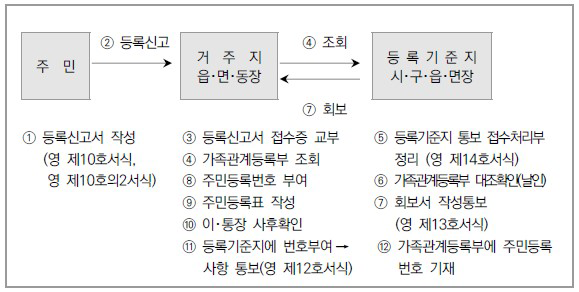 ② 등록신고
④ 조회
주 민
거 주 지
읍·면·동장
등 록 기 준 지
시·구·읍·면장
⑦ 회보
① 등록신고서 작성
(영 제10호서식,
영 제10호의2서식)
③ 등록신고서 접수증 교부
④ 가족관계등록부 조회
⑧ 주민등록번호 부여
⑨ 주민등록표 작성
⑩ 이·통장 사후확인
⑪ 등록기준지에 번호부여→
사항 통보(영 제12호서식)
⑤ 등록기준지 통보 접수처리부
정리 (영 제14호서식)
⑥ 가족관계등록부 대조확인(날인)
⑦ 회보서 작성통보
(영 제13호서식)
⑫ 가족관계등록부에 주민등록
번호 기재